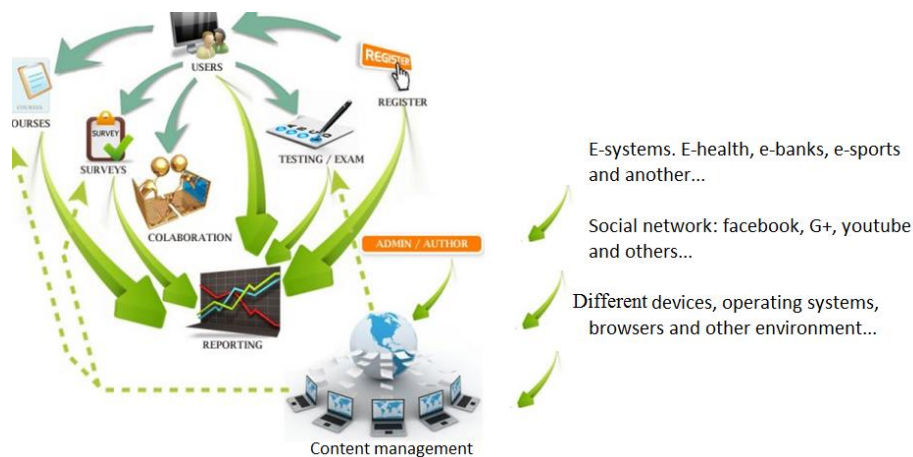 USERS
REGISTER
REGISTER
OURSES
SURVEY
SURVEYS
TESTING / EXAM
COLABORATION
ADMIN / AUTHOR
REPORTING
Content management
E-systems. E-health, e-banks, e-sports
and another...
Social network: facebook, G+, youtube
and others...
Different devices, operating systems,
browsers and other environment...